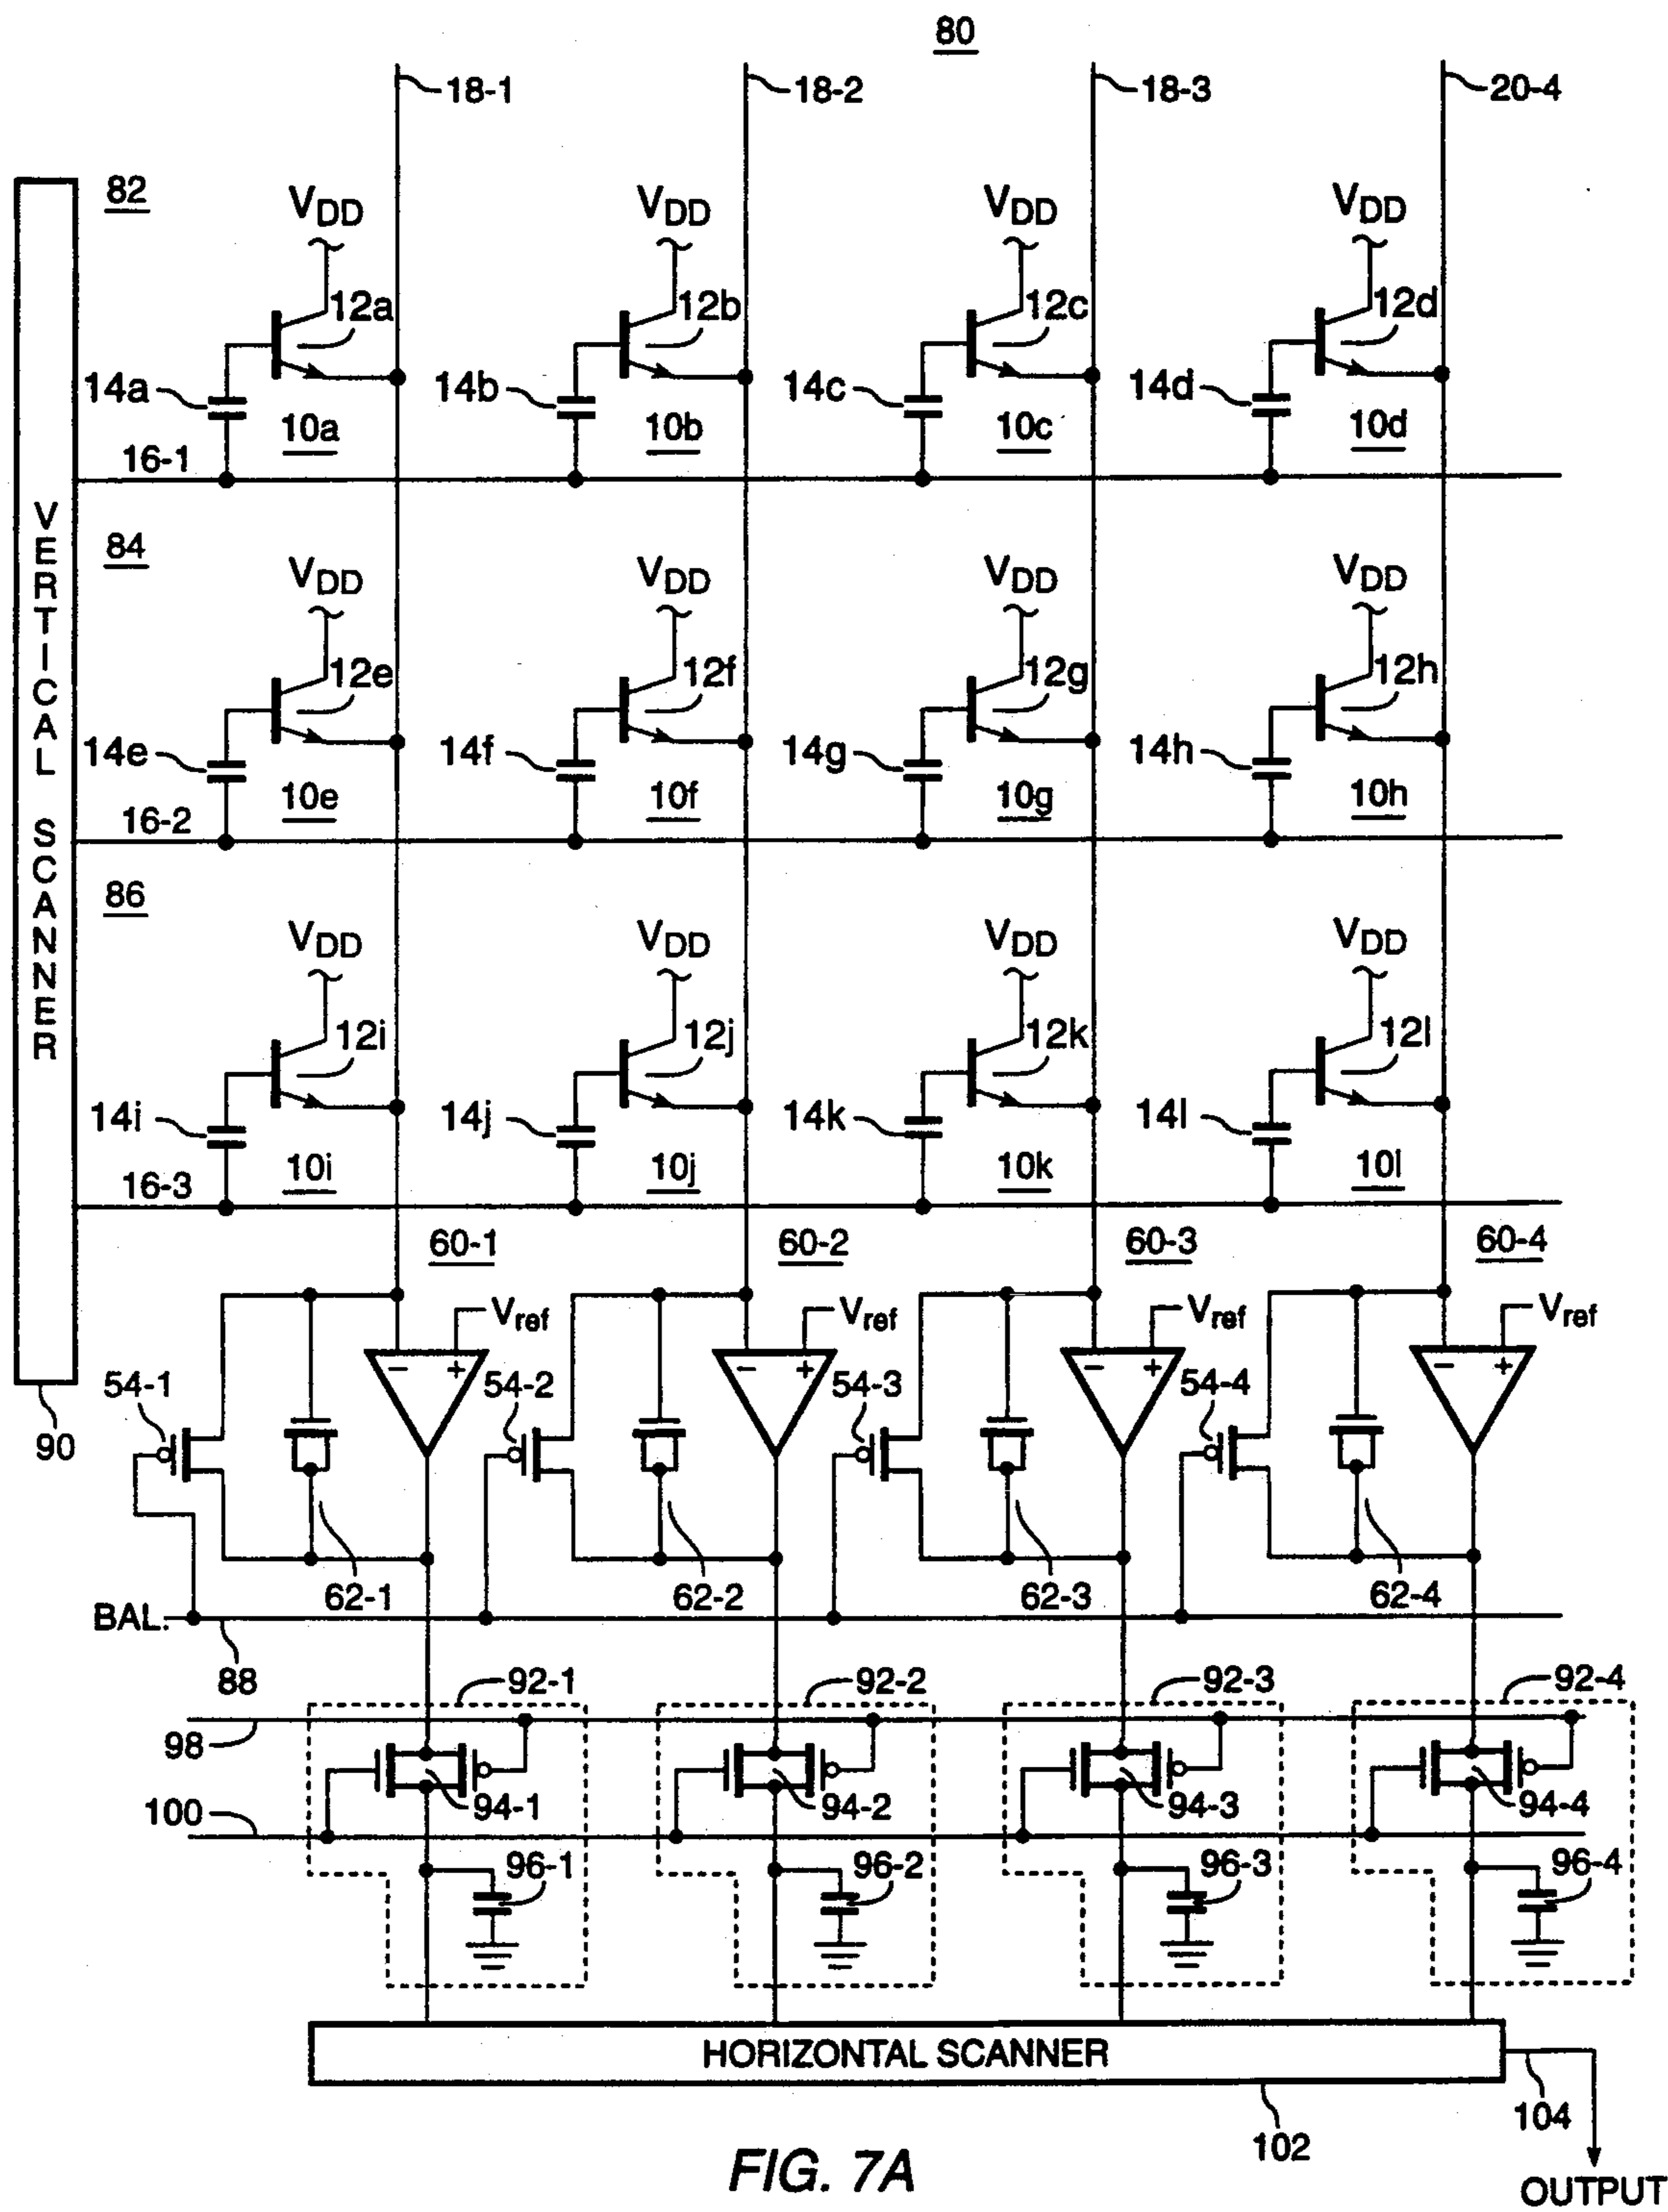 80
18-1 18-2 18-3 20-4
82
VDD VDD VDD VDD
12a 12b 12c 12d
14a 14b 14c 14d
10a 10b 10c 10d
16-1
VERTICAL SCANNER
84
VDD VDD VDD VDD
12e 12f 12g 12h
14e 14f 14g 14h
10e 10f 10g 10h
16-2
86
VDD VDD VDD VDD
12i 12j 12k 12l
14i 14j 14k 14l
10i 10j 10k 10l
16-3
60-1 60-2 60-3 60-4
Vref Vref Vref Vref
- + - + - + - +
54-1 54-2 54-3 54-4
90
62-1 62-2 62-3 62-4
BAL.
88 92-1 92-2 92-3 92-4
98
94-1 94-2 94-3 94-4
100
96-1 96-2 96-3 96-4
HORIZONTAL SCANNER
104
102
FIG. 7A
OUTPUT